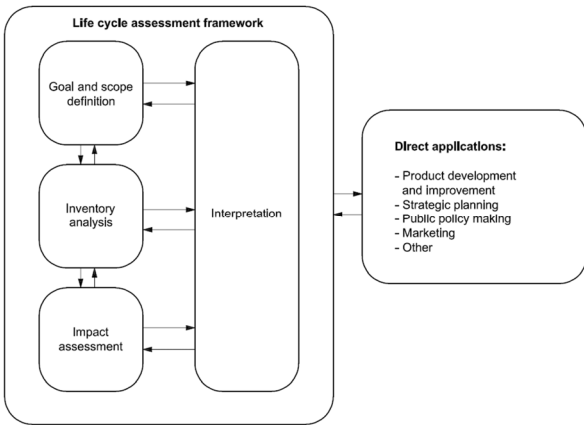 Life cycle assessment framework
Goal and scope
definition
Inventory
analysis
Impact
assessment
Interpretation
Direct applications:
- Product development
and improvement
- Strategic planning
- Public policy making
- Marketing
- Other